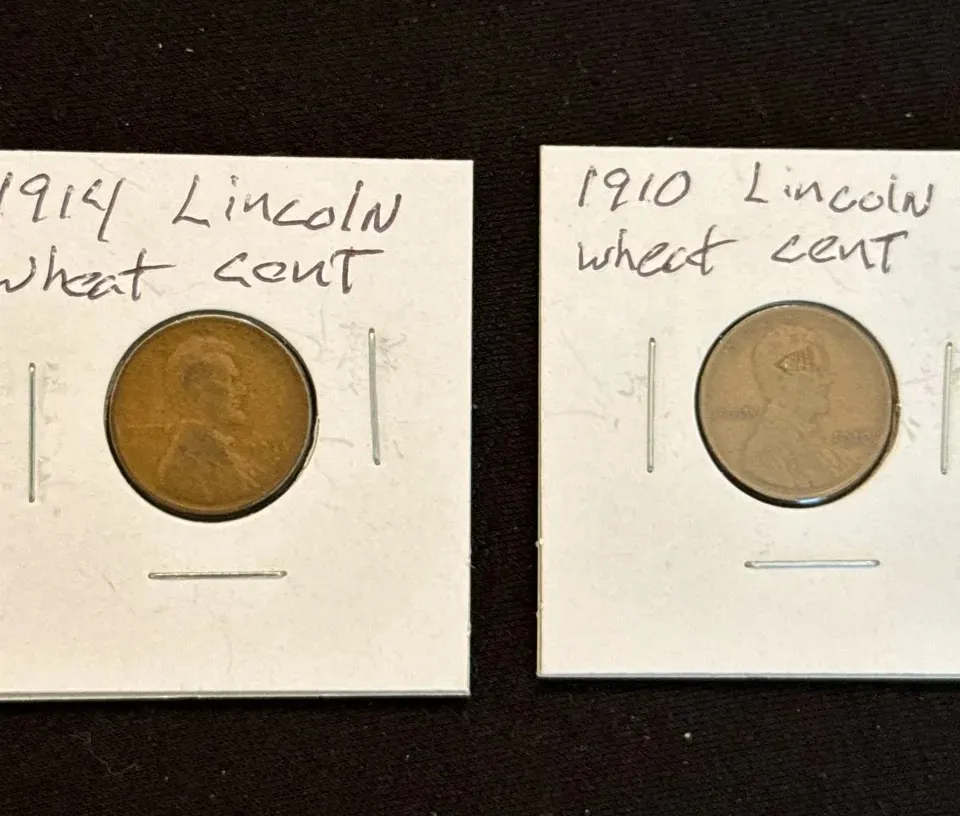 1914 Lincoln
wheat cent
1910 Lincoln
wheat cent